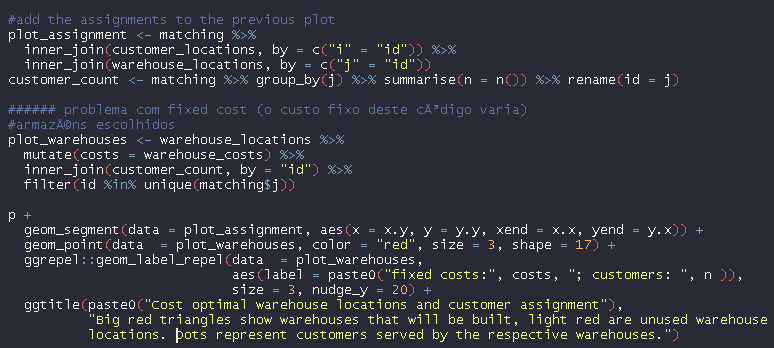 #add the assignments to the previous plot
plot_assignment <- matching %>%
  inner_join(customer_locations, by = c("i" = "id")) %>%
  inner_join(warehouse_locations, by = c("j" = "id"))
customer_count <- matching %>% group_by(j) %>% summarise(n = n()) %>% rename(id = j)

###### problema com fixed cost (o custo fixo deste cÃ³digo varia)
#armazÃ©ns escolhidos
plot_warehouses <- warehouse_locations %>%
  mutate(costs = warehouse_costs) %>%
  inner_join(customer_count, by = "id") %>%
  filter(id %in% unique(matching$j))

p +
  geom_segment(data = plot_assignment, aes(x = x.y, y = y.y, xend = x.x, yend = y.x)) +
  geom_point(data  = plot_warehouses, color = "red", size = 3, shape = 17) +
  ggrepel::geom_label_repel(data  = plot_warehouses,
                            aes(label = paste0("fixed costs:", costs, "; customers: ", n )),
                            size = 3, nudge_y = 20) +
  ggtitle(paste0("Cost optimal warehouse locations and customer assignment"),
          "Big red triangles show warehouses that will be built, light red are unused warehouse
          locations. Dots represent customers served by the respective warehouses.")